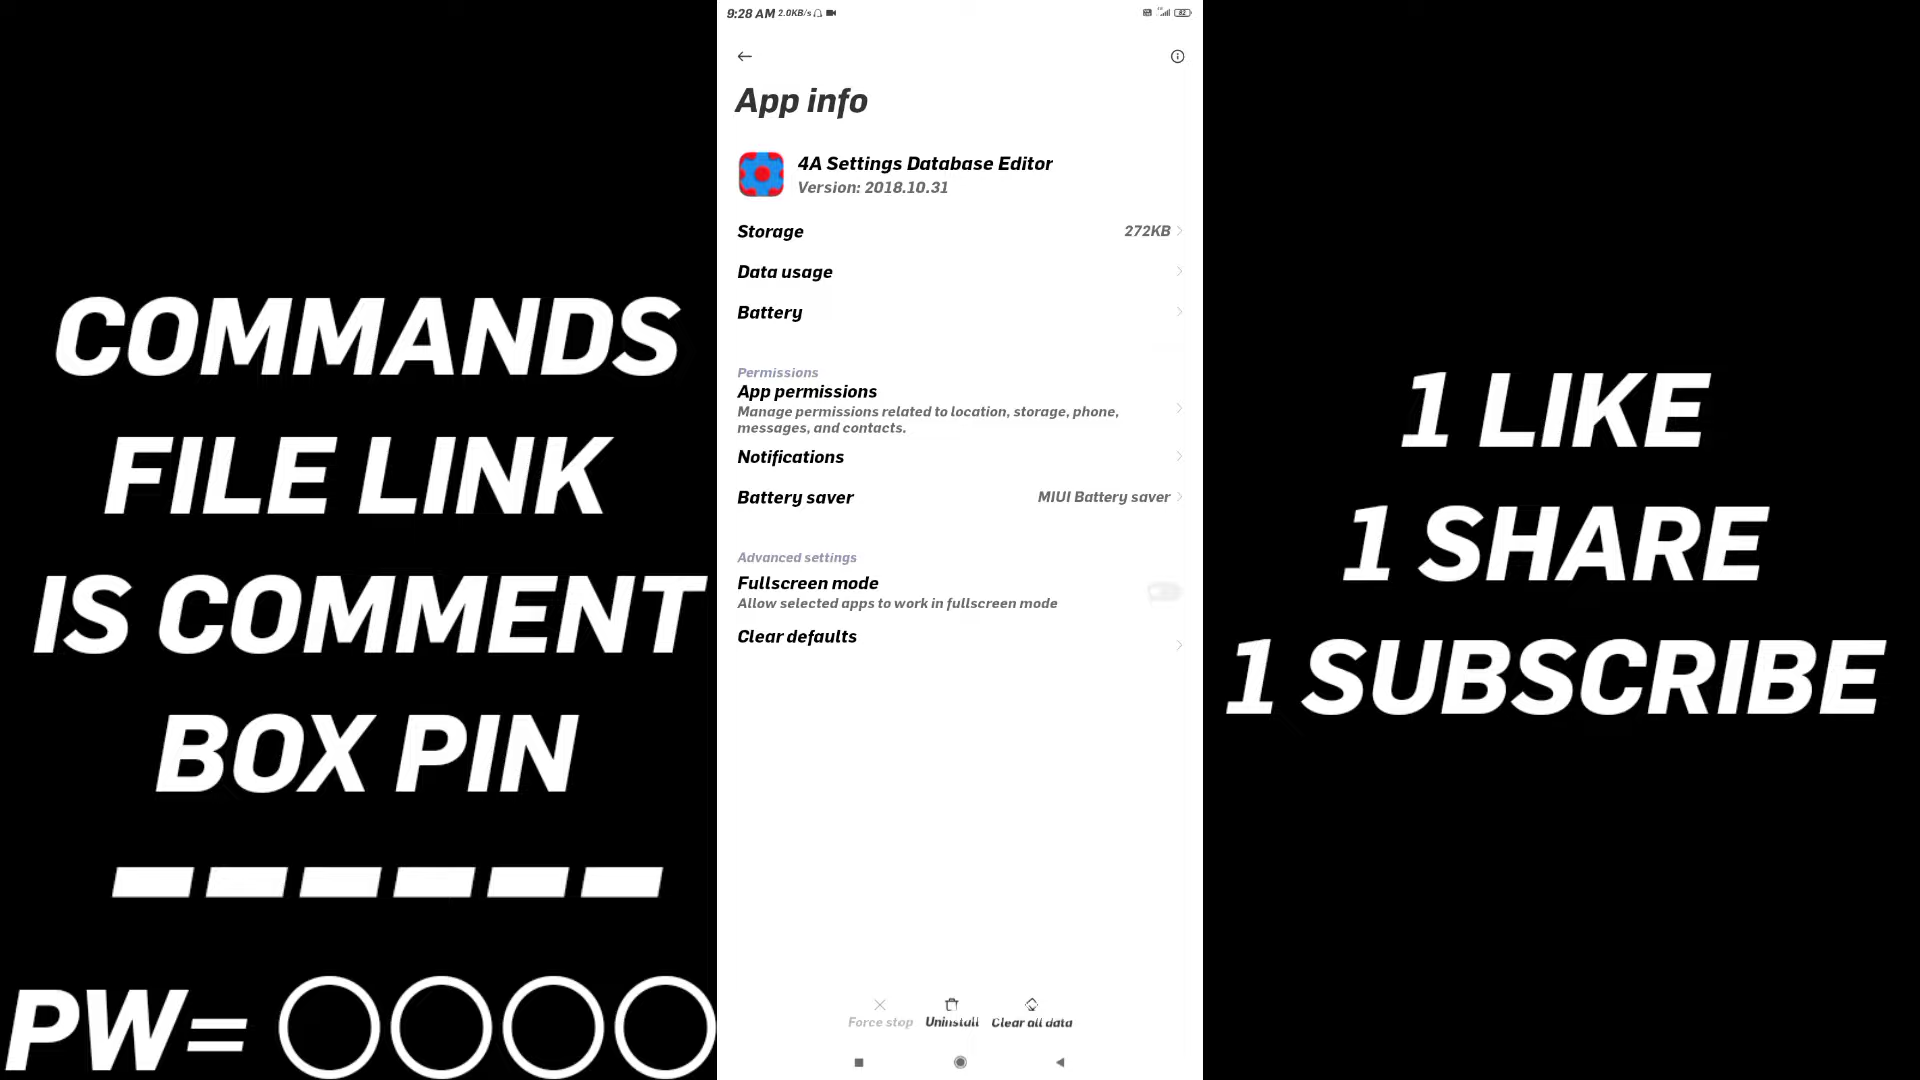 COMMANDS
FILE LINK
IS COMMENT
BOX PIN
PW=
9:28 AM 2.0KB/s
82
App info
4A Settings Database Editor
Version: 2018.10.31
Storage 272KB
Data usage
Battery
Permissions
App permissions
Manage permissions related to location, storage, phone,
messages, and contacts.
Notifications
Battery saver MIUI Battery saver
Advanced settings
Fullscreen mode
Allow selected apps to work in fullscreen mode
Clear defaults
Force stop Uninstall Clear all data
1 LIKE
1 SHARE
1 SUBSCRIBE